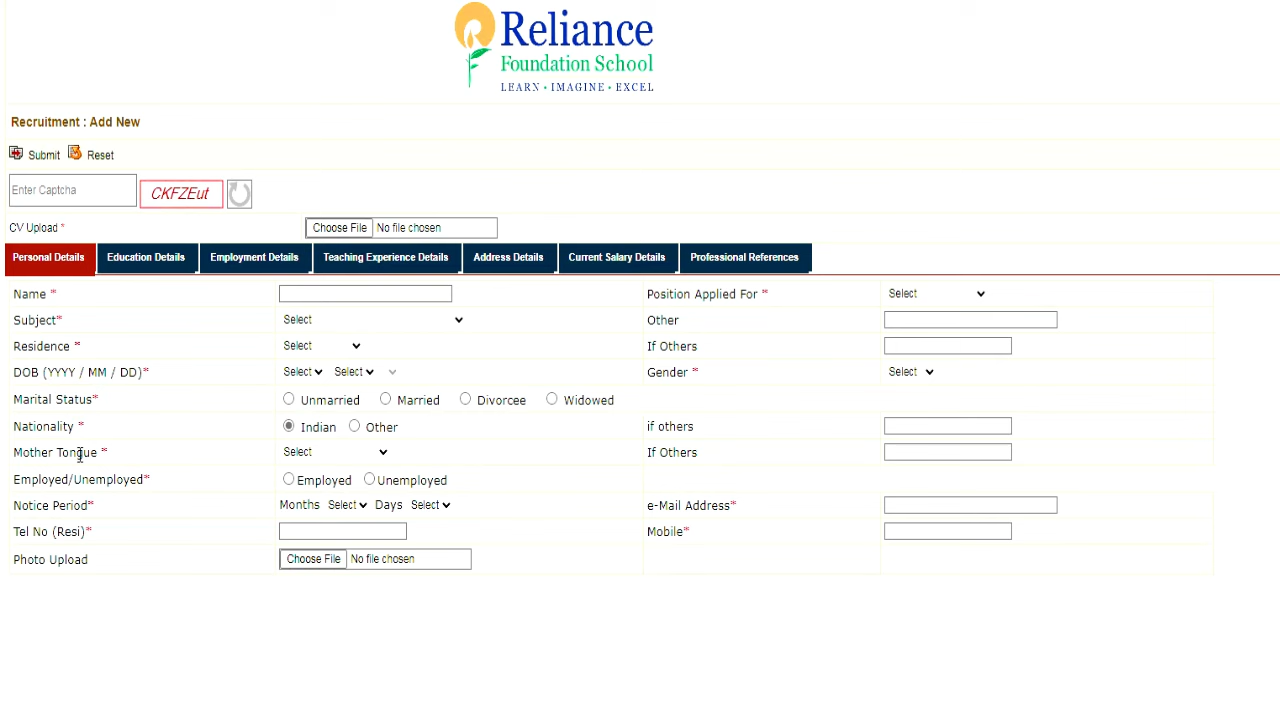 Reliance
Foundation School
LEARN • IMAGINE • EXCEL
Recruitment : Add New
Submit Reset
Enter Captcha CKFZEut
CV Upload * Choose File No file chosen
Personal Details Education Details Employment Details Teaching Experience Details Address Details Current Salary Details Professional References
Name * Position Applied For * Select
Subject* Select Other
Residence * Select If Others
DOB (YYYY / MM / DD)* Select Select Gender * Select
Marital Status* Unmarried Married Divorcee Widowed
Nationality * Indian Other if others
Mother Tongue * Select If Others
Employed/Unemployed* Employed Unemployed
Notice Period* Months Select Days Select e-Mail Address*
Tel No (Resi)* Mobile*
Photo Upload Choose File No file chosen